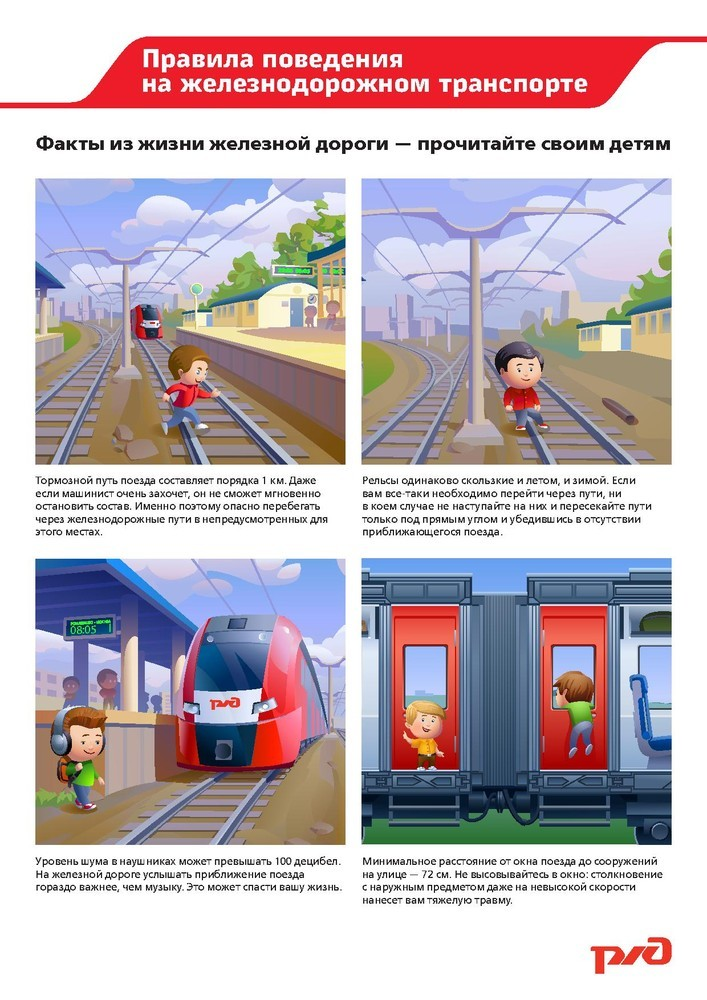 Правила поведения
на железнодорожном транспорте
Факты из жизни железной дороги — прочитайте своим детям
Тормозной путь поезда составляет порядка 1 км. Даже
если машинист очень захочет, он не сможет мгновенно
остановить состав. Именно поэтому опасно перебегать
через железнодорожные пути в непредусмотренных для
этого местах.
Рельсы одинаково скользкие и летом, и зимой. Если
вам все-таки необходимо перейти через пути, ни
в коем случае не наступайте на них и пересекайте пути
только под прямым углом и убедившись в отсутствии
приближающегося поезда.
08:05 1
РЖД
Уровень шума в наушниках может превышать 100 децибел.
На железной дороге услышать приближение поезда
гораздо важнее, чем музыку. Это может спасти вашу жизнь.
Минимальное расстояние от окна поезда до сооружений
на улице — 72 см. Не высовывайтесь в окно: столкновение
с наружным предметом даже на невысокой скорости
нанесет вам тяжелую травму.
РЖД